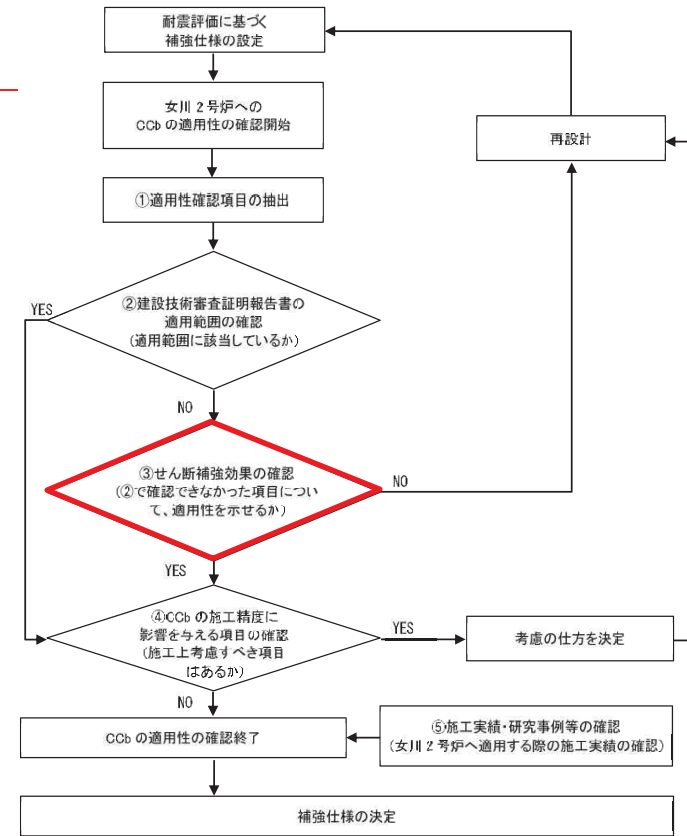 耐震評価に基づく
補強仕様の設定
女川2号炉への
CCbの適用性の確認開始
再設計
①適用性確認項目の抽出
YES
②建設技術審査証明報告書の
適用範囲の確認
(適用範囲に該当しているか)
NO
③せん断補強効果の確認
(②で確認できなかった項目につい
て、適用性を示せるか)
NO
YES
④CCbの施工精度に
影響を与える項目の確認
(施工上考慮すべき項目
はあるか)
YES
考慮の仕方を決定
NO
CCbの適用性の確認終了
⑤施工実績・研究事例等の確認
(女川2号炉へ適用する際の施工実績の確認)
補強仕様の決定